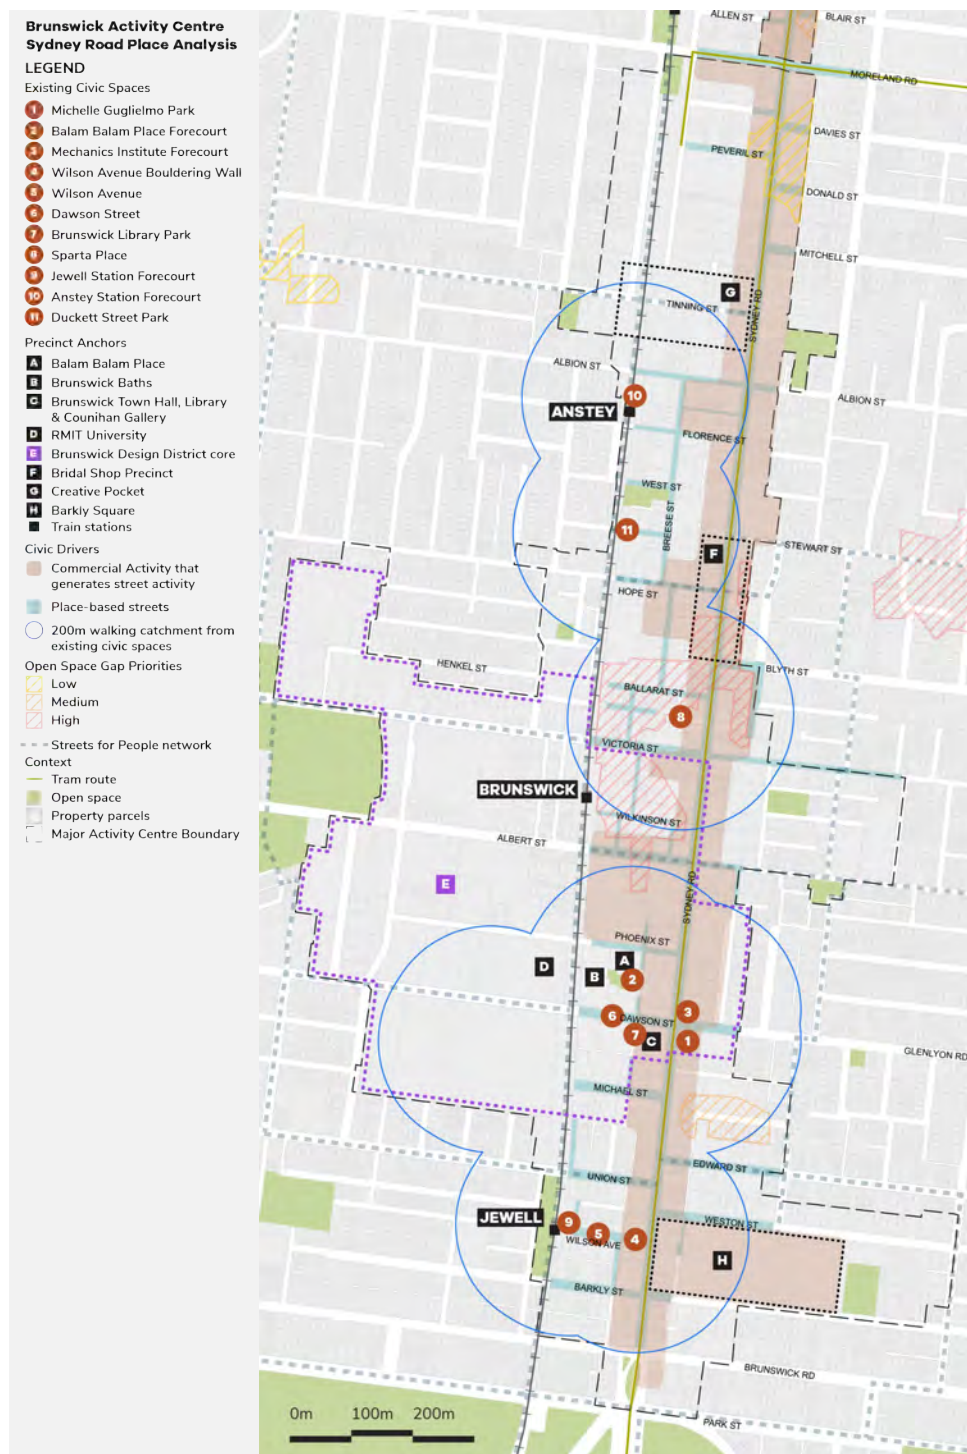 Brunswick Activity Centre
Sydney Road Place Analysis
LEGEND
Existing Civic Spaces
1 Michelle Guglielmo Park
2 Balam Balam Place Forecourt
3 Mechanics Institute Forecourt
4 Wilson Avenue Bouldering Wall
5 Wilson Avenue
6 Dawson Street
7 Brunswick Library Park
8 Sparta Place
9 Jewell Station Forecourt
10 Anstey Station Forecourt
11 Duckett Street Park
Precinct Anchors
A Balam Balam Place
B Brunswick Baths
C Brunswick Town Hall, Library
& Counihan Gallery
D RMIT University
E Brunswick Design District core
F Bridal Shop Precinct
G Creative Pocket
H Barkly Square
Train stations
Civic Drivers
Commercial Activity that
generates street activity
Place-based streets
200m walking catchment from
existing civic spaces
Open Space Gap Priorities
Low
Medium
High
Streets for People network
Context
Tram route
Open space
Property parcels
Major Activity Centre Boundary
ALLEN ST
BLAIR ST
MORELAND RD
DAVIES ST
PEVERIL ST
DONALD ST
MITCHELL ST
G
TINNING ST
SYDNEY RD
ALBION ST
ALBION ST
10
ANSTEY
FLORENCE ST
WEST ST
BREESE ST
11
F
STEWART ST
HOPE ST
HENKEL ST
BLYTH ST
BALLARAT ST
8
VICTORIA ST
BRUNSWICK
WILKINSON ST
ALBERT ST
E
SYDNEY RD
PHOENIX ST
A
D
B
2
6
DAWSON ST
3
7
C
1
GLENLYON RD
MICHAEL ST
EDWARD ST
UNION ST
JEWELL
9
5
4
WESTON ST
WILSON AVE
H
BARKLY ST
BRUNSWICK RD
PARK ST
0m 100m 200m